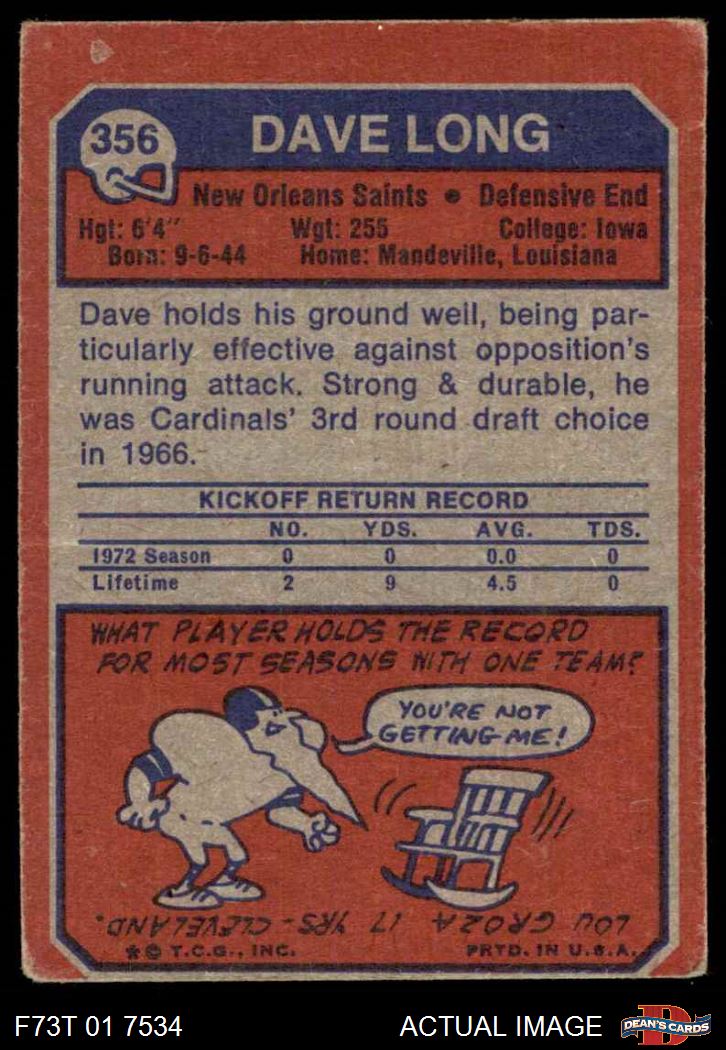 356
DAVE LONG
New Orleans Saints • Defensive End
Hgt: 6'4" Wgt: 255 College: Iowa
Born: 9-6-44 Home: Mandeville, Louisiana
Dave holds his ground well, being par-
ticularly effective against opposition's
running attack. Strong & durable, he
was Cardinals' 3rd round draft choice
in 1966.
KICKOFF RETURN RECORD
NO. YDS. AVG. TDS.
1972 Season 0 0 0.0 0
Lifetime 2 9 4.5 0
WHAT PLAYER HOLDS THE RECORD
FOR MOST SEASONS WITH ONE TEAM?
YOU'RE NOT
GETTING ME!
LOU GROZA 17 YRS-CLEVELAND.
*© T.C.G., INC. PRTD. IN U.S.A.
F73T 01 7534 ACTUAL IMAGE
D
DEAN'S CARDS